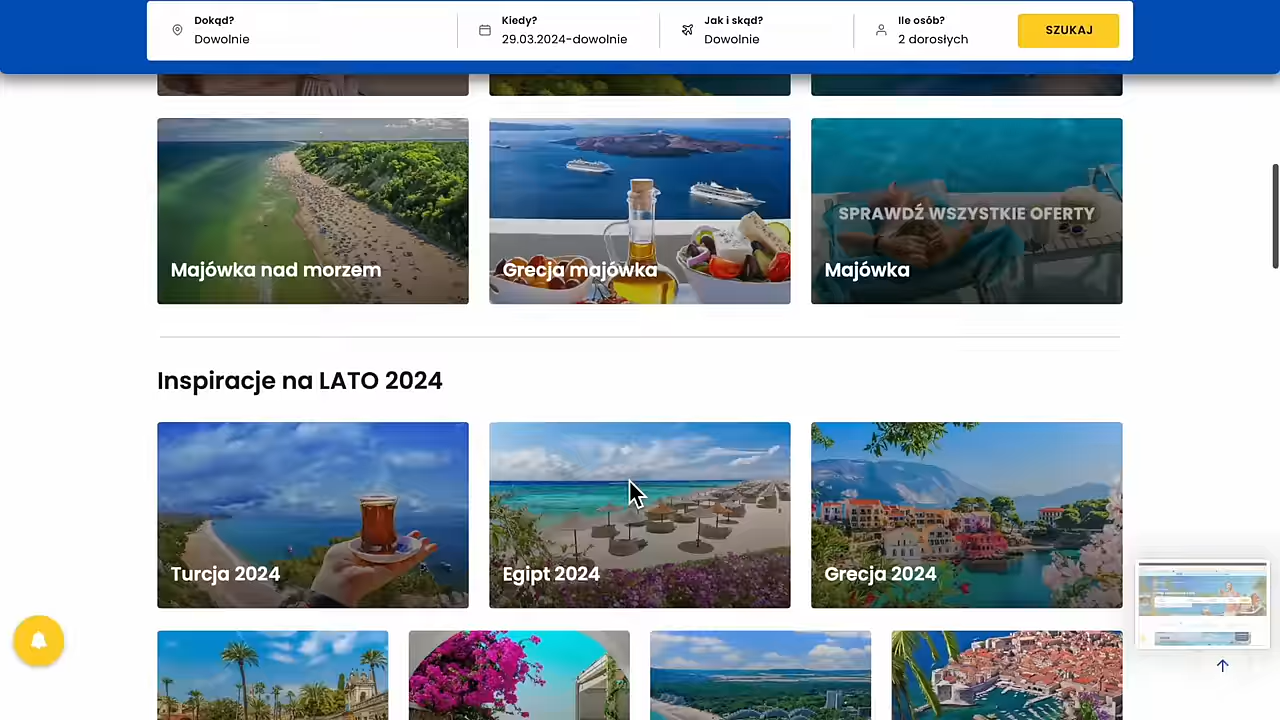 Dokąd?
Dowolnie
Kiedy?
29.03.2024-dowolnie
Jak i skąd?
Dowolnie
Ile osób?
2 dorosłych
SZUKAJ
Majówka nad morzem
Grecja majówka
SPRAWDŹ WSZYSTKIE OFERTY
Majówka
Inspiracje na LATO 2024
Turcja 2024
Egipt 2024
Grecja 2024